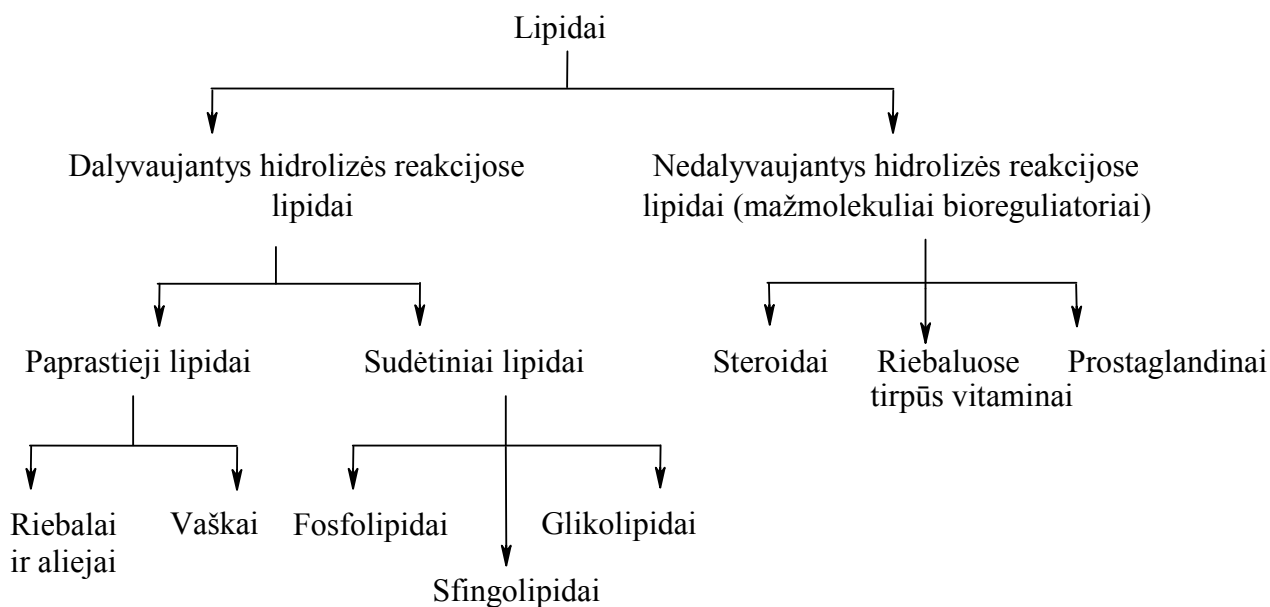 Lipidai
Dalyvaujantys hidrolizės reakcijose
lipidai
Nedalyvaujantys hidrolizės reakcijose
lipidai (mažmolekuliai bioreguliatoriai)
Paprastieji lipidai
Sudėtiniai lipidai
Steroidai
Riebaluose
tirpūs vitaminai
Prostaglandinai
Riebalai
ir aliejai
Vaškai
Fosfolipidai
Sfingolipidai
Glikolipidai